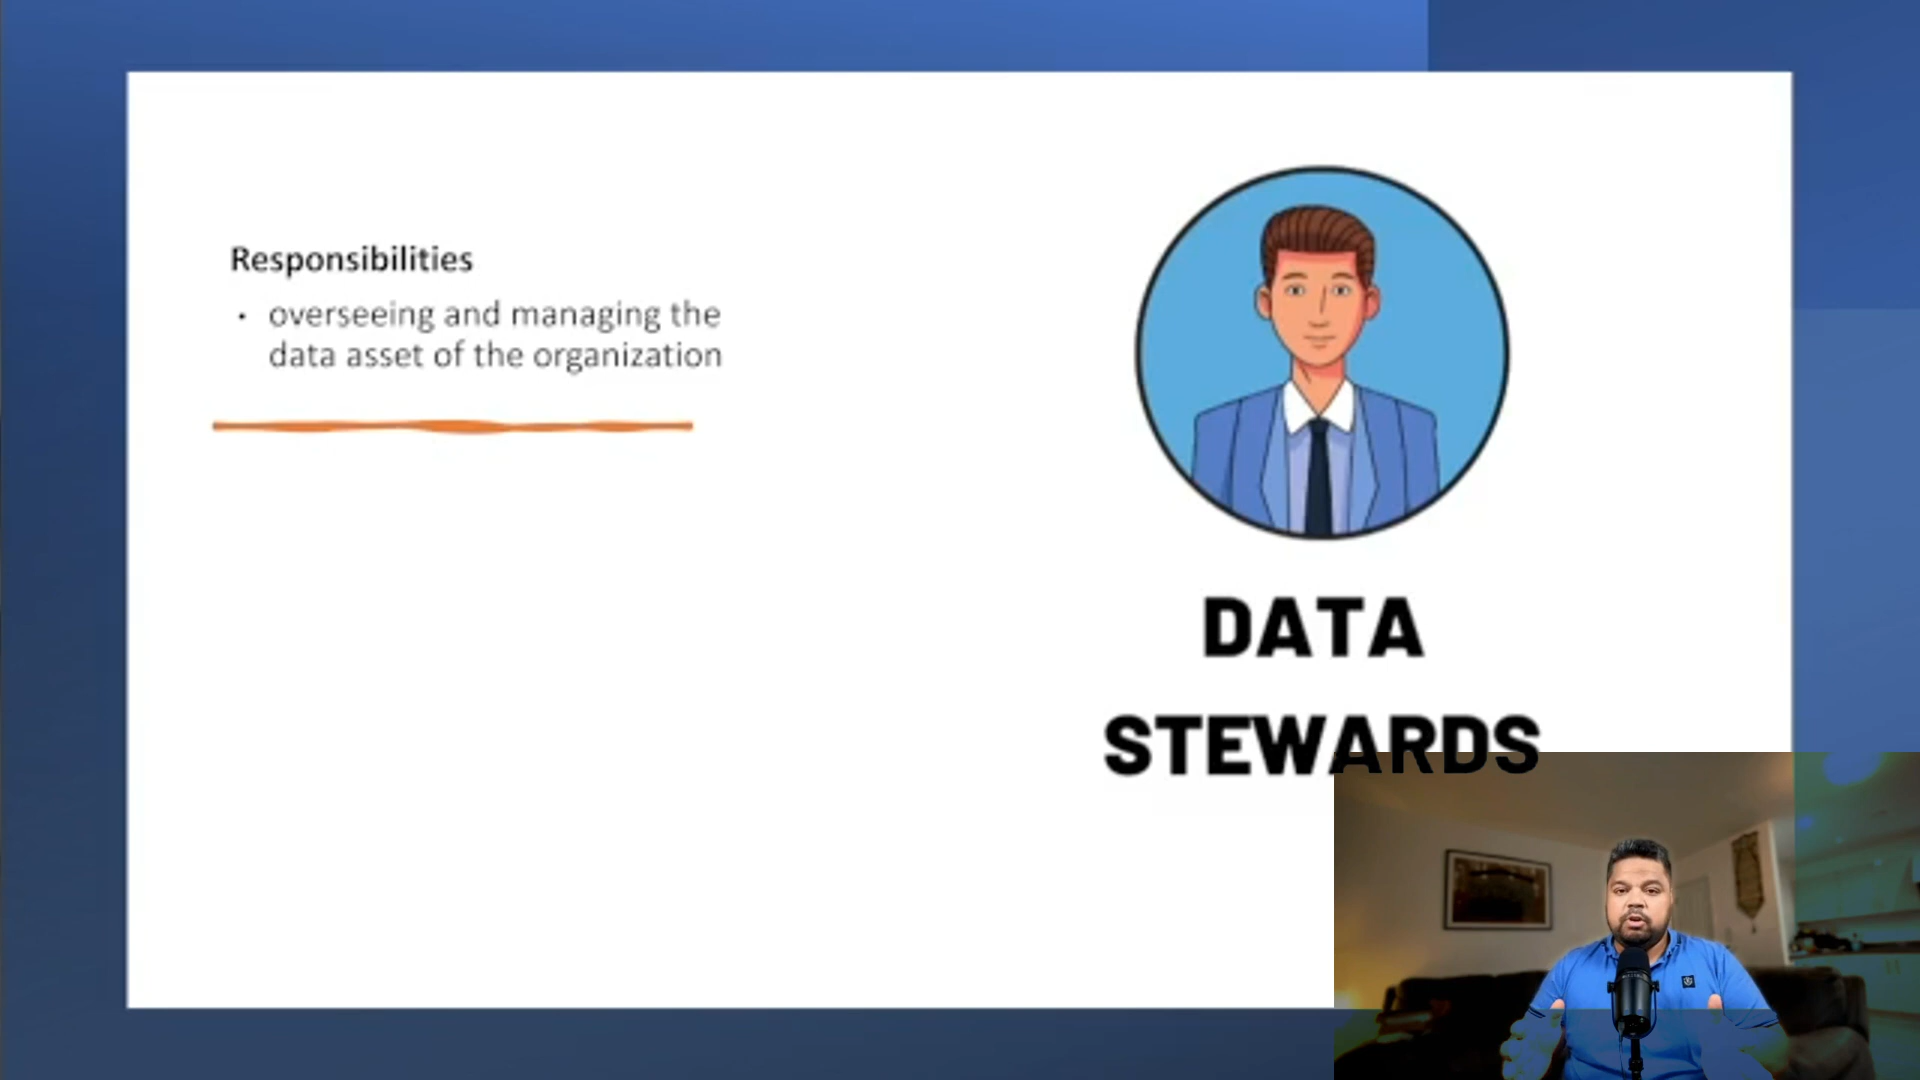 Responsibilities
• overseeing and managing the
data asset of the organization
DATA
STEWARDS